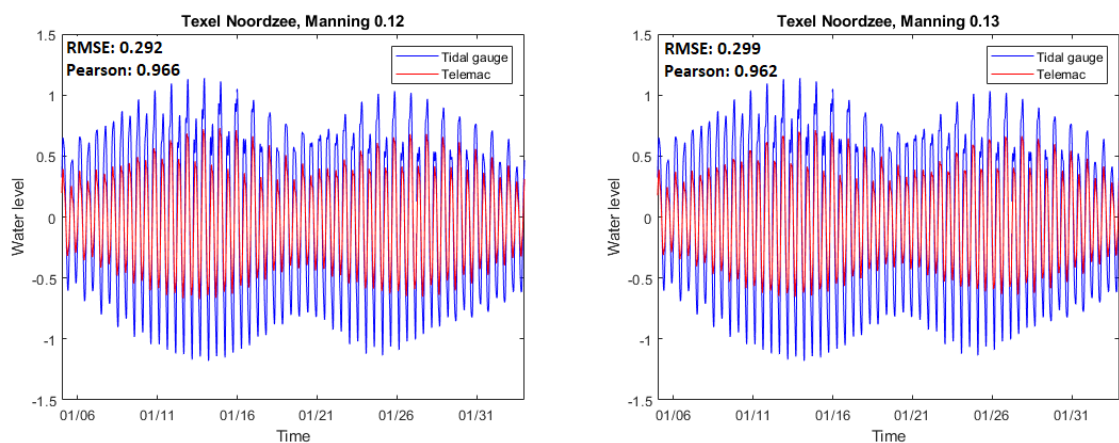 Texel Noordzee, Manning 0.12
RMSE: 0.292
Pearson: 0.966
Tidal gauge
Telemac
1.5
1
0.5
0
-0.5
-1
-1.5
Water level
01/06
01/11
01/16
01/21
01/26
01/31
Time
Texel Noordzee, Manning 0.13
RMSE: 0.299
Pearson: 0.962
Tidal gauge
Telemac
1.5
1
0.5
0
-0.5
-1
-1.5
Water level
01/06
01/11
01/16
01/21
01/26
01/31
Time